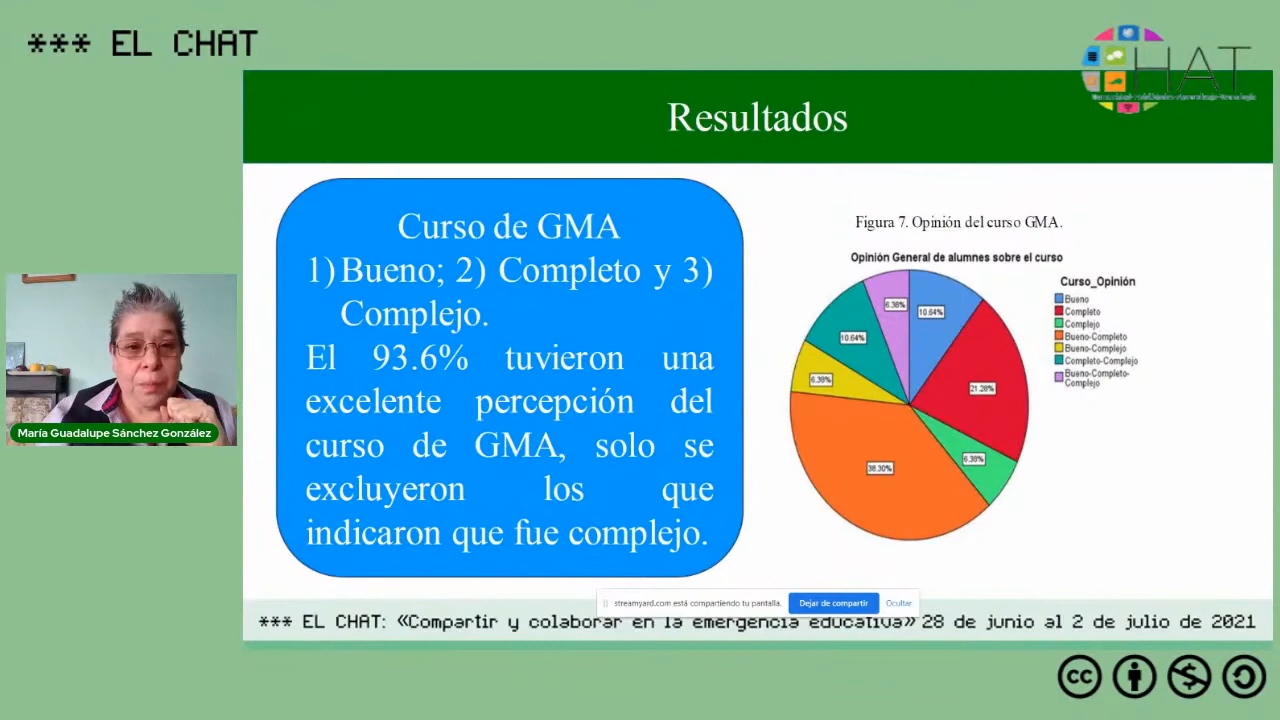 *** EL CHAT
HAT
Resultados
Curso de GMA
1) Bueno; 2) Completo y 3)
Complejo.
El 93.6% tuvieron una
excelente percepción del
curso de GMA, solo se
excluyeron los que
indicaron que fue complejo.
Figura 7. Opinión del curso GMA.
Opinión General de alumnes sobre el curso
Curso_Opinión
Bueno
Completo
Complejo
Bueno-Completo
Bueno-Complejo
Completo-Complejo
Bueno-Completo-
Complejo
6.38%
10.64%
10.64%
6.38%
21.28%
38.30%
6.38%
María Guadalupe Sánchez González
streamyard.com está compartiendo tu pantalla.
Dejar de compartir
Ocultar
*** EL CHAT: «Compartir y colaborar en la emergencia educativa» 28 de junio al 2 de julio de 2021
cc